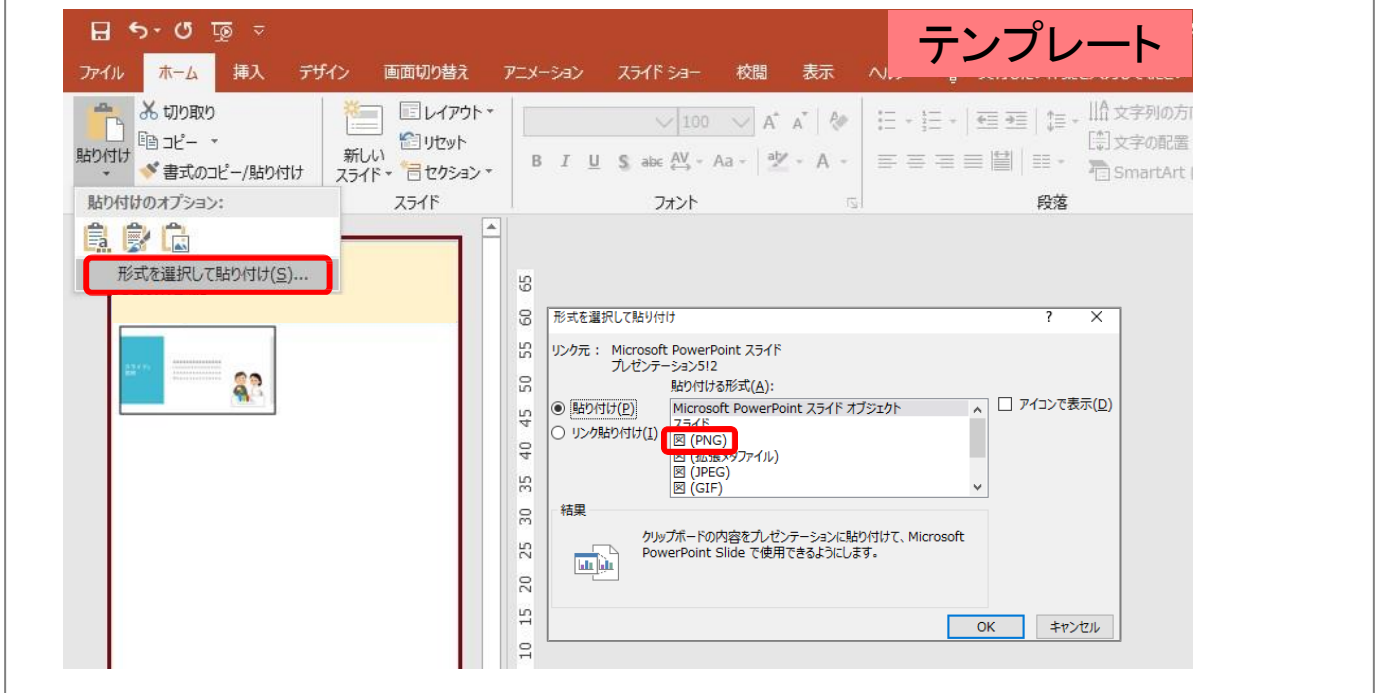 テンプレート
ファイル ホーム 挿入 デザイン 画面切り替え アニメーション スライド ショー 校閲 表示
切り取り
コピー
書式のコピー/貼り付け
貼り付け
新しい
スライド
レイアウト
リセット
セクション
スライド
100
A A
B I U S abc AV Aa A
フォント
文字列の方
文字の配置
SmartArt
段落
貼り付けのオプション:
形式を選択して貼り付け(S)...
65
60
55
50
45
40
35
30
25
20
15
10
形式を選択して貼り付け ? ×
リンク元: Microsoft PowerPoint スライド
プレゼンテーション5!2
貼り付ける形式(A):
貼り付け(P)
リンク貼り付け(I)
Microsoft PowerPoint スライド オブジェクト
スライド
図 (PNG)
図 (拡張メタファイル)
図 (JPEG)
図 (GIF)
アイコンで表示(D)
結果
クリップボードの内容をプレゼンテーションに貼り付けて、Microsoft
PowerPoint Slide で使用できるようにします。
OK キャンセル